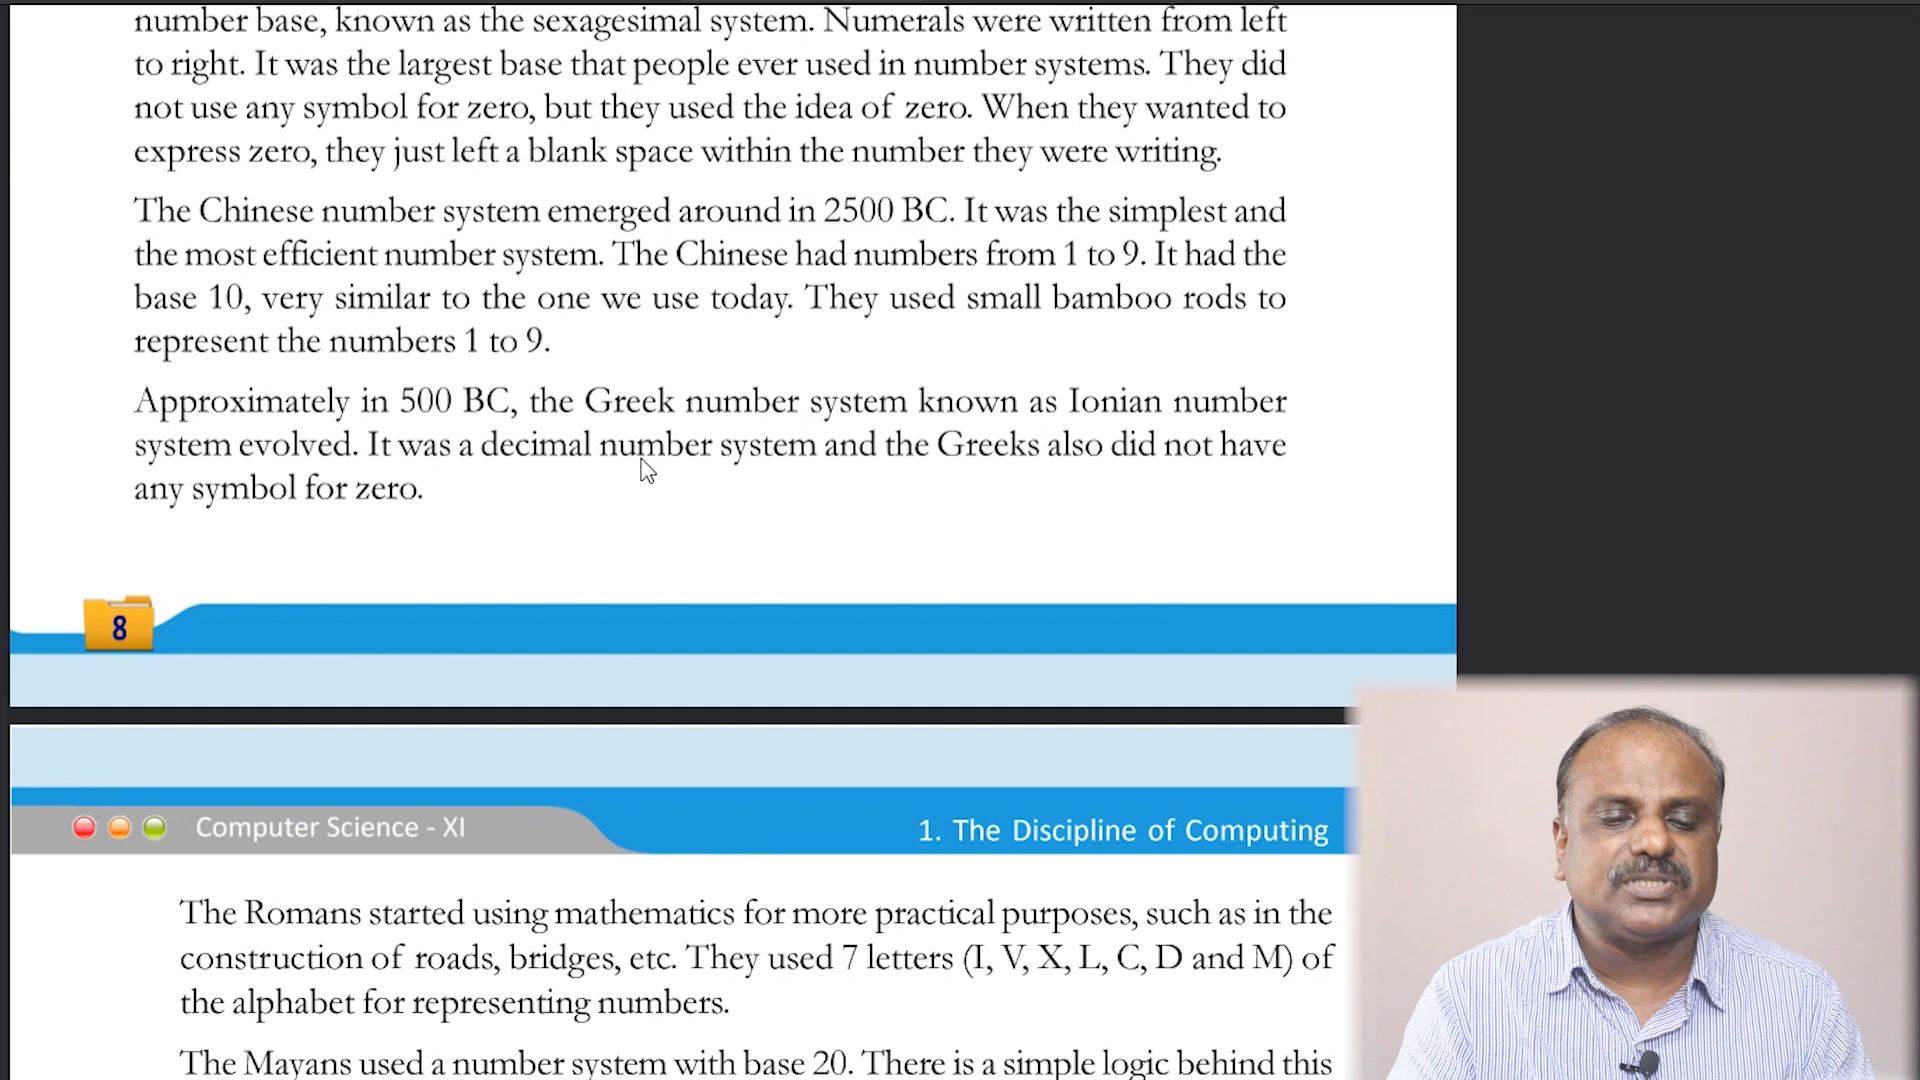 number base, known as the sexagesimal system. Numerals were written from left
to right. It was the largest base that people ever used in number systems. They did
not use any symbol for zero, but they used the idea of zero. When they wanted to
express zero, they just left a blank space within the number they were writing.
The Chinese number system emerged around in 2500 BC. It was the simplest and
the most efficient number system. The Chinese had numbers from 1 to 9. It had the
base 10, very similar to the one we use today. They used small bamboo rods to
represent the numbers 1 to 9.
Approximately in 500 BC, the Greek number system known as Ionian number
system evolved. It was a decimal number system and the Greeks also did not have
any symbol for zero.
8
Computer Science - XI
1. The Discipline of Computing
The Romans started using mathematics for more practical purposes, such as in the
construction of roads, bridges, etc. They used 7 letters (I, V, X, L, C, D and M) of
the alphabet for representing numbers.
The Mayans used a number system with base 20. There is a simple logic behind this